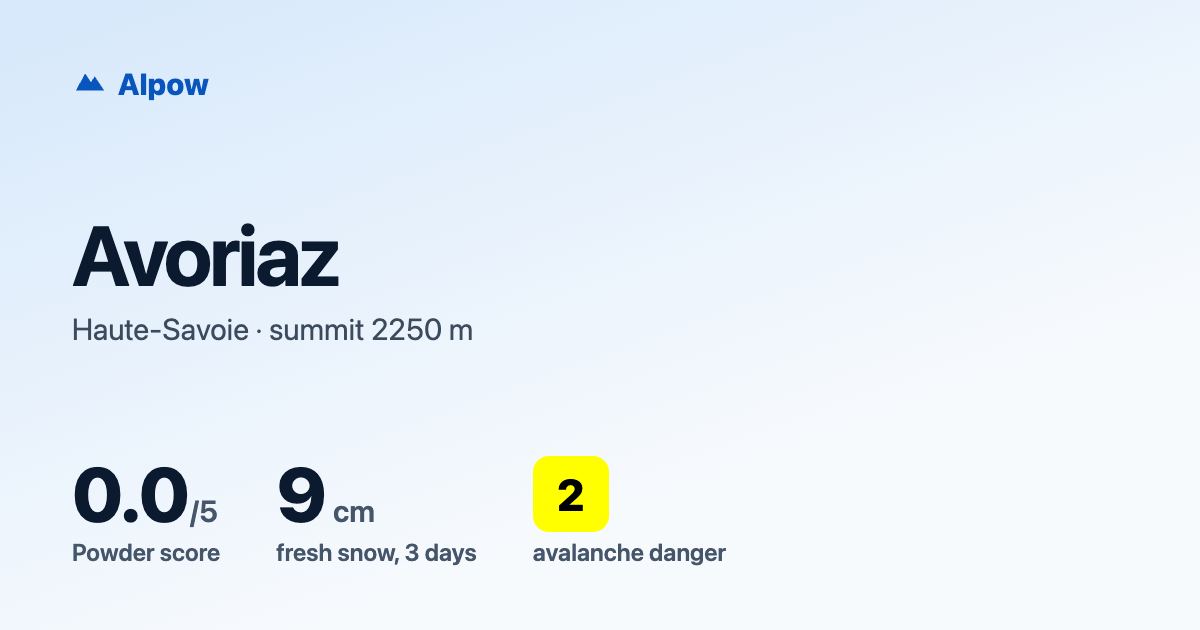 Alpow
Avoriaz
Haute-Savoie · summit 2250 m
0.0/5
Powder score
9 cm
fresh snow, 3 days
2
avalanche danger